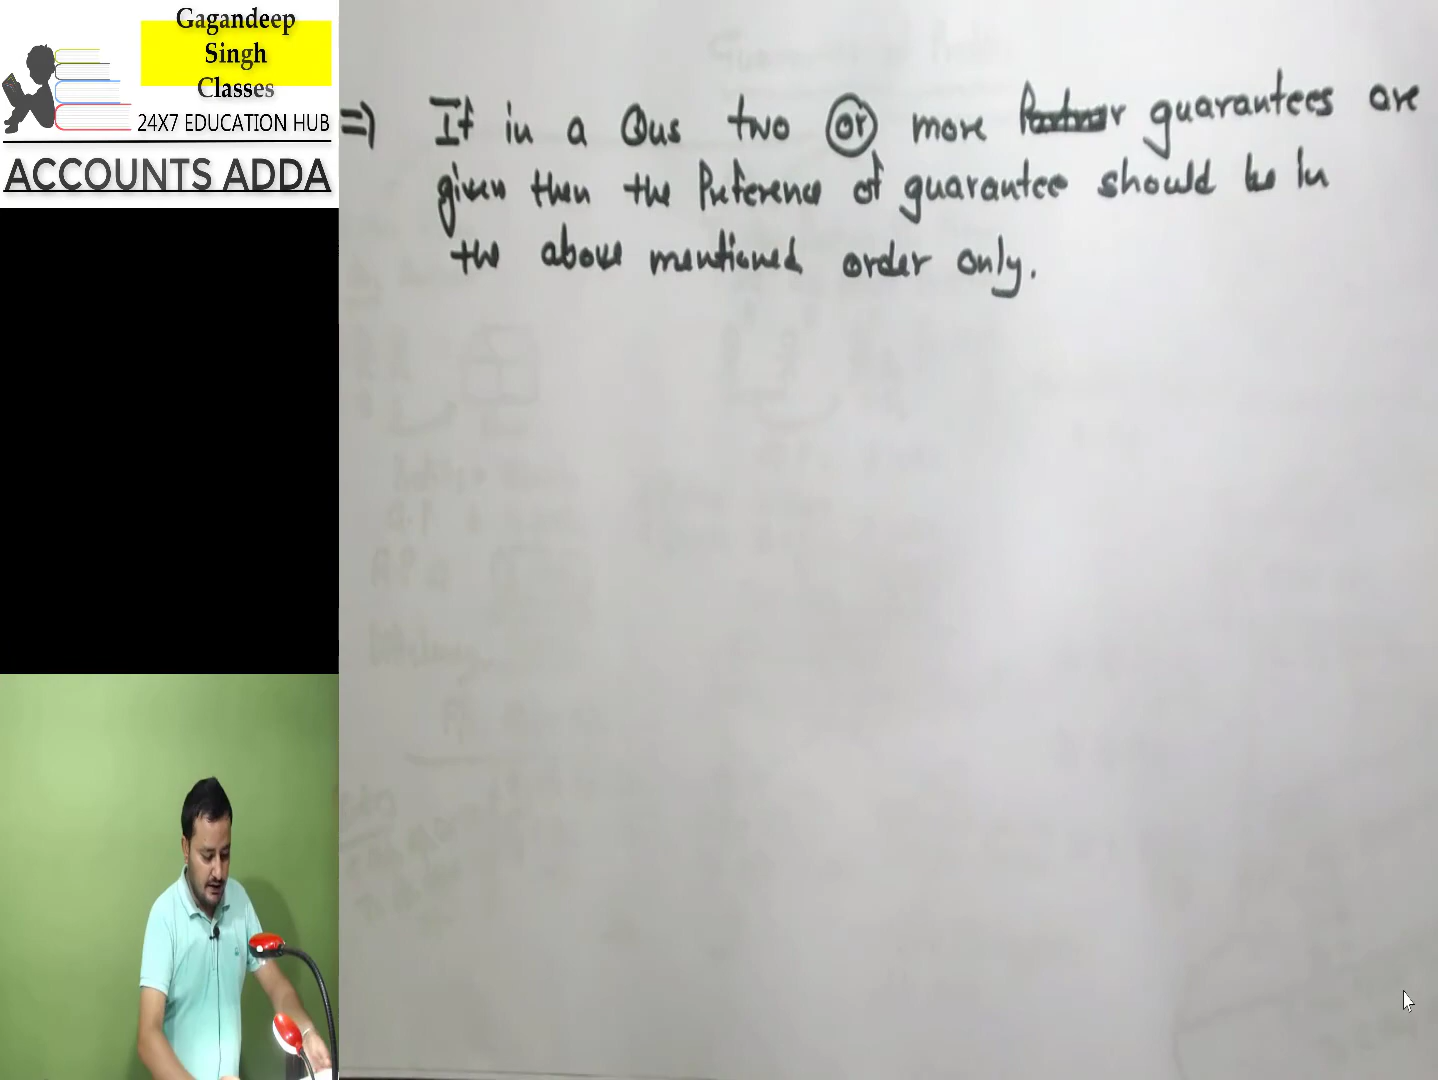 Gagandeep
Singh
Classes
24X7 EDUCATION HUB
ACCOUNTS ADDA
=> If in a Qus two or more guarantees are
given then the Preference of guarantee should be in
the above mentioned order only.